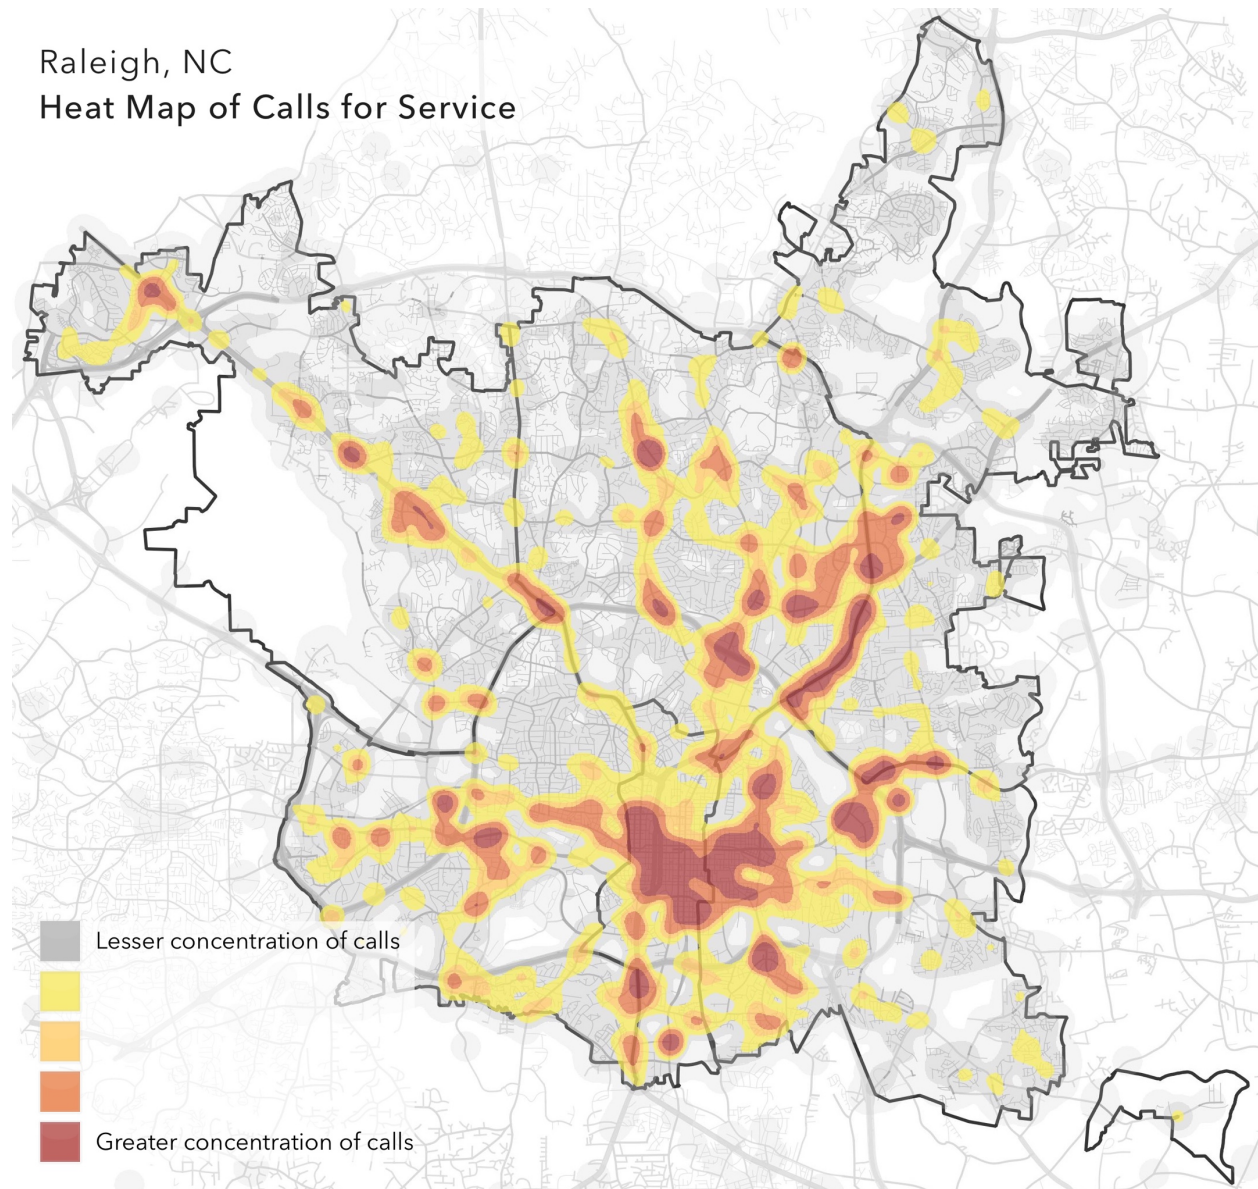 Raleigh, NC
Heat Map of Calls for Service
Lesser concentration of calls
Greater concentration of calls